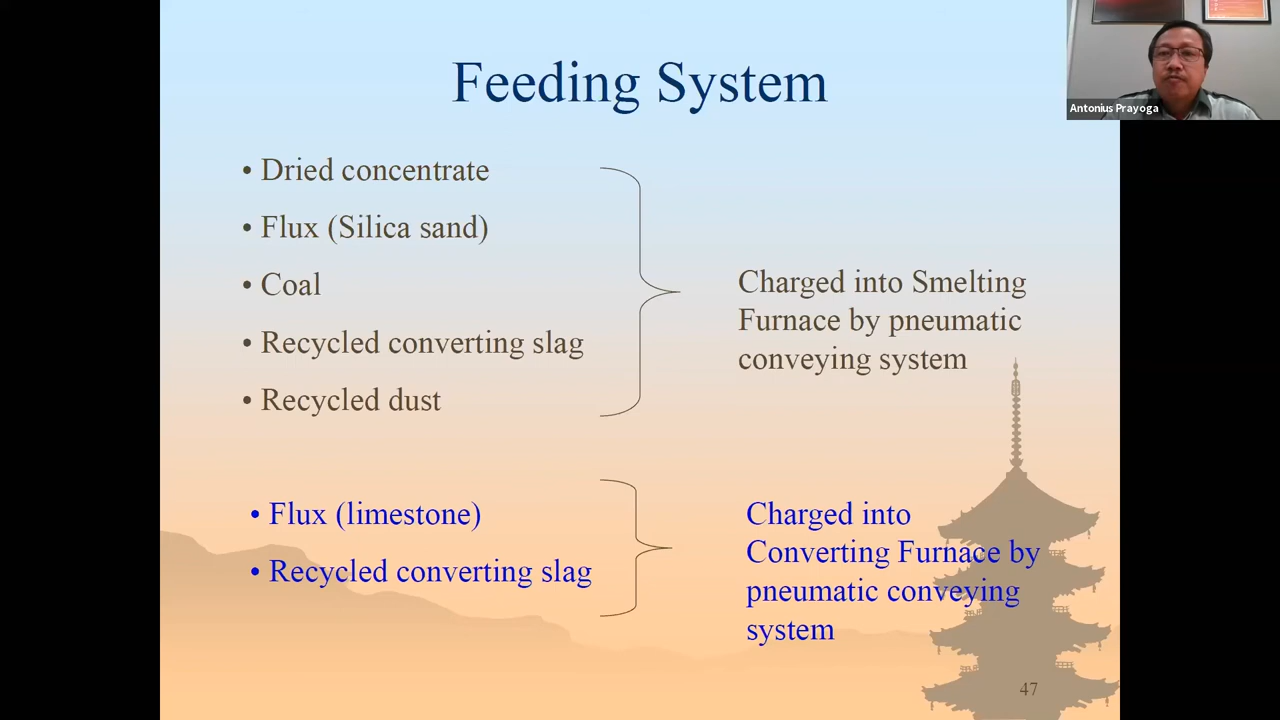 Feeding System
Antonius Prayoga
• Dried concentrate
• Flux (Silica sand)
• Coal
• Recycled converting slag
• Recycled dust
Charged into Smelting
Furnace by pneumatic
conveying system
• Flux (limestone)
• Recycled converting slag
Charged into
Converting Furnace by
pneumatic conveying
system
47